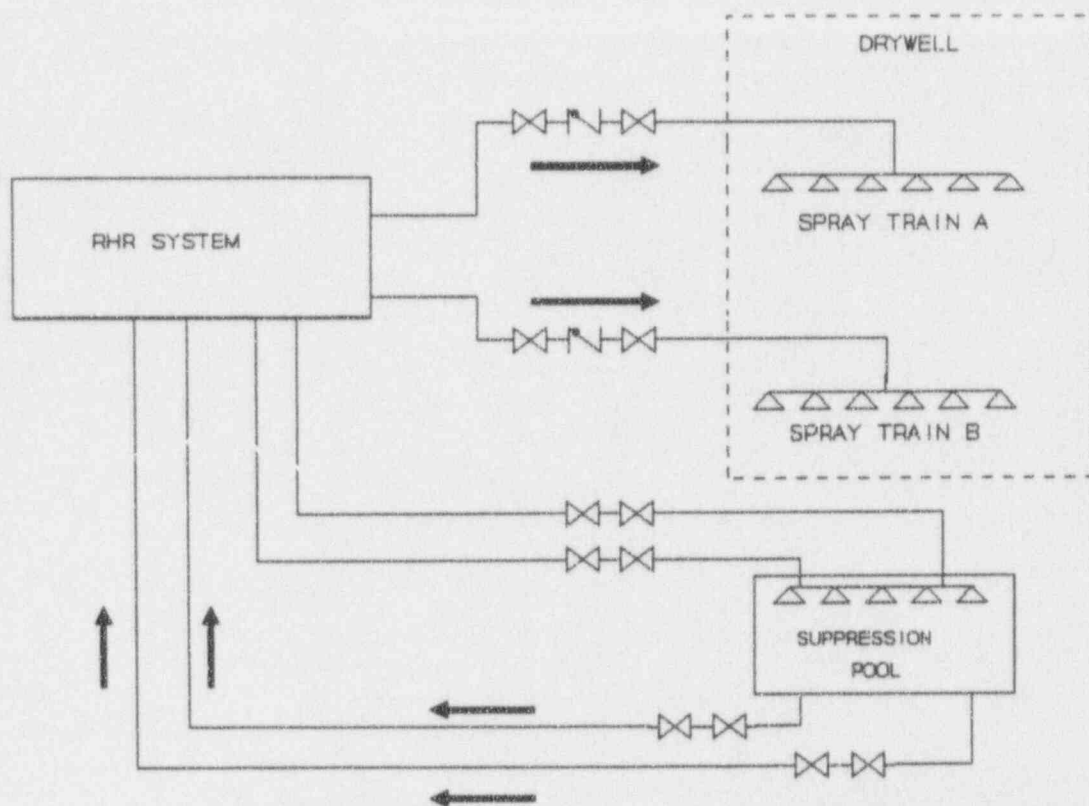 DRYWELL
RHR SYSTEM
SPRAY TRAIN A
SPRAY TRAIN B
SUPPRESSION
POOL